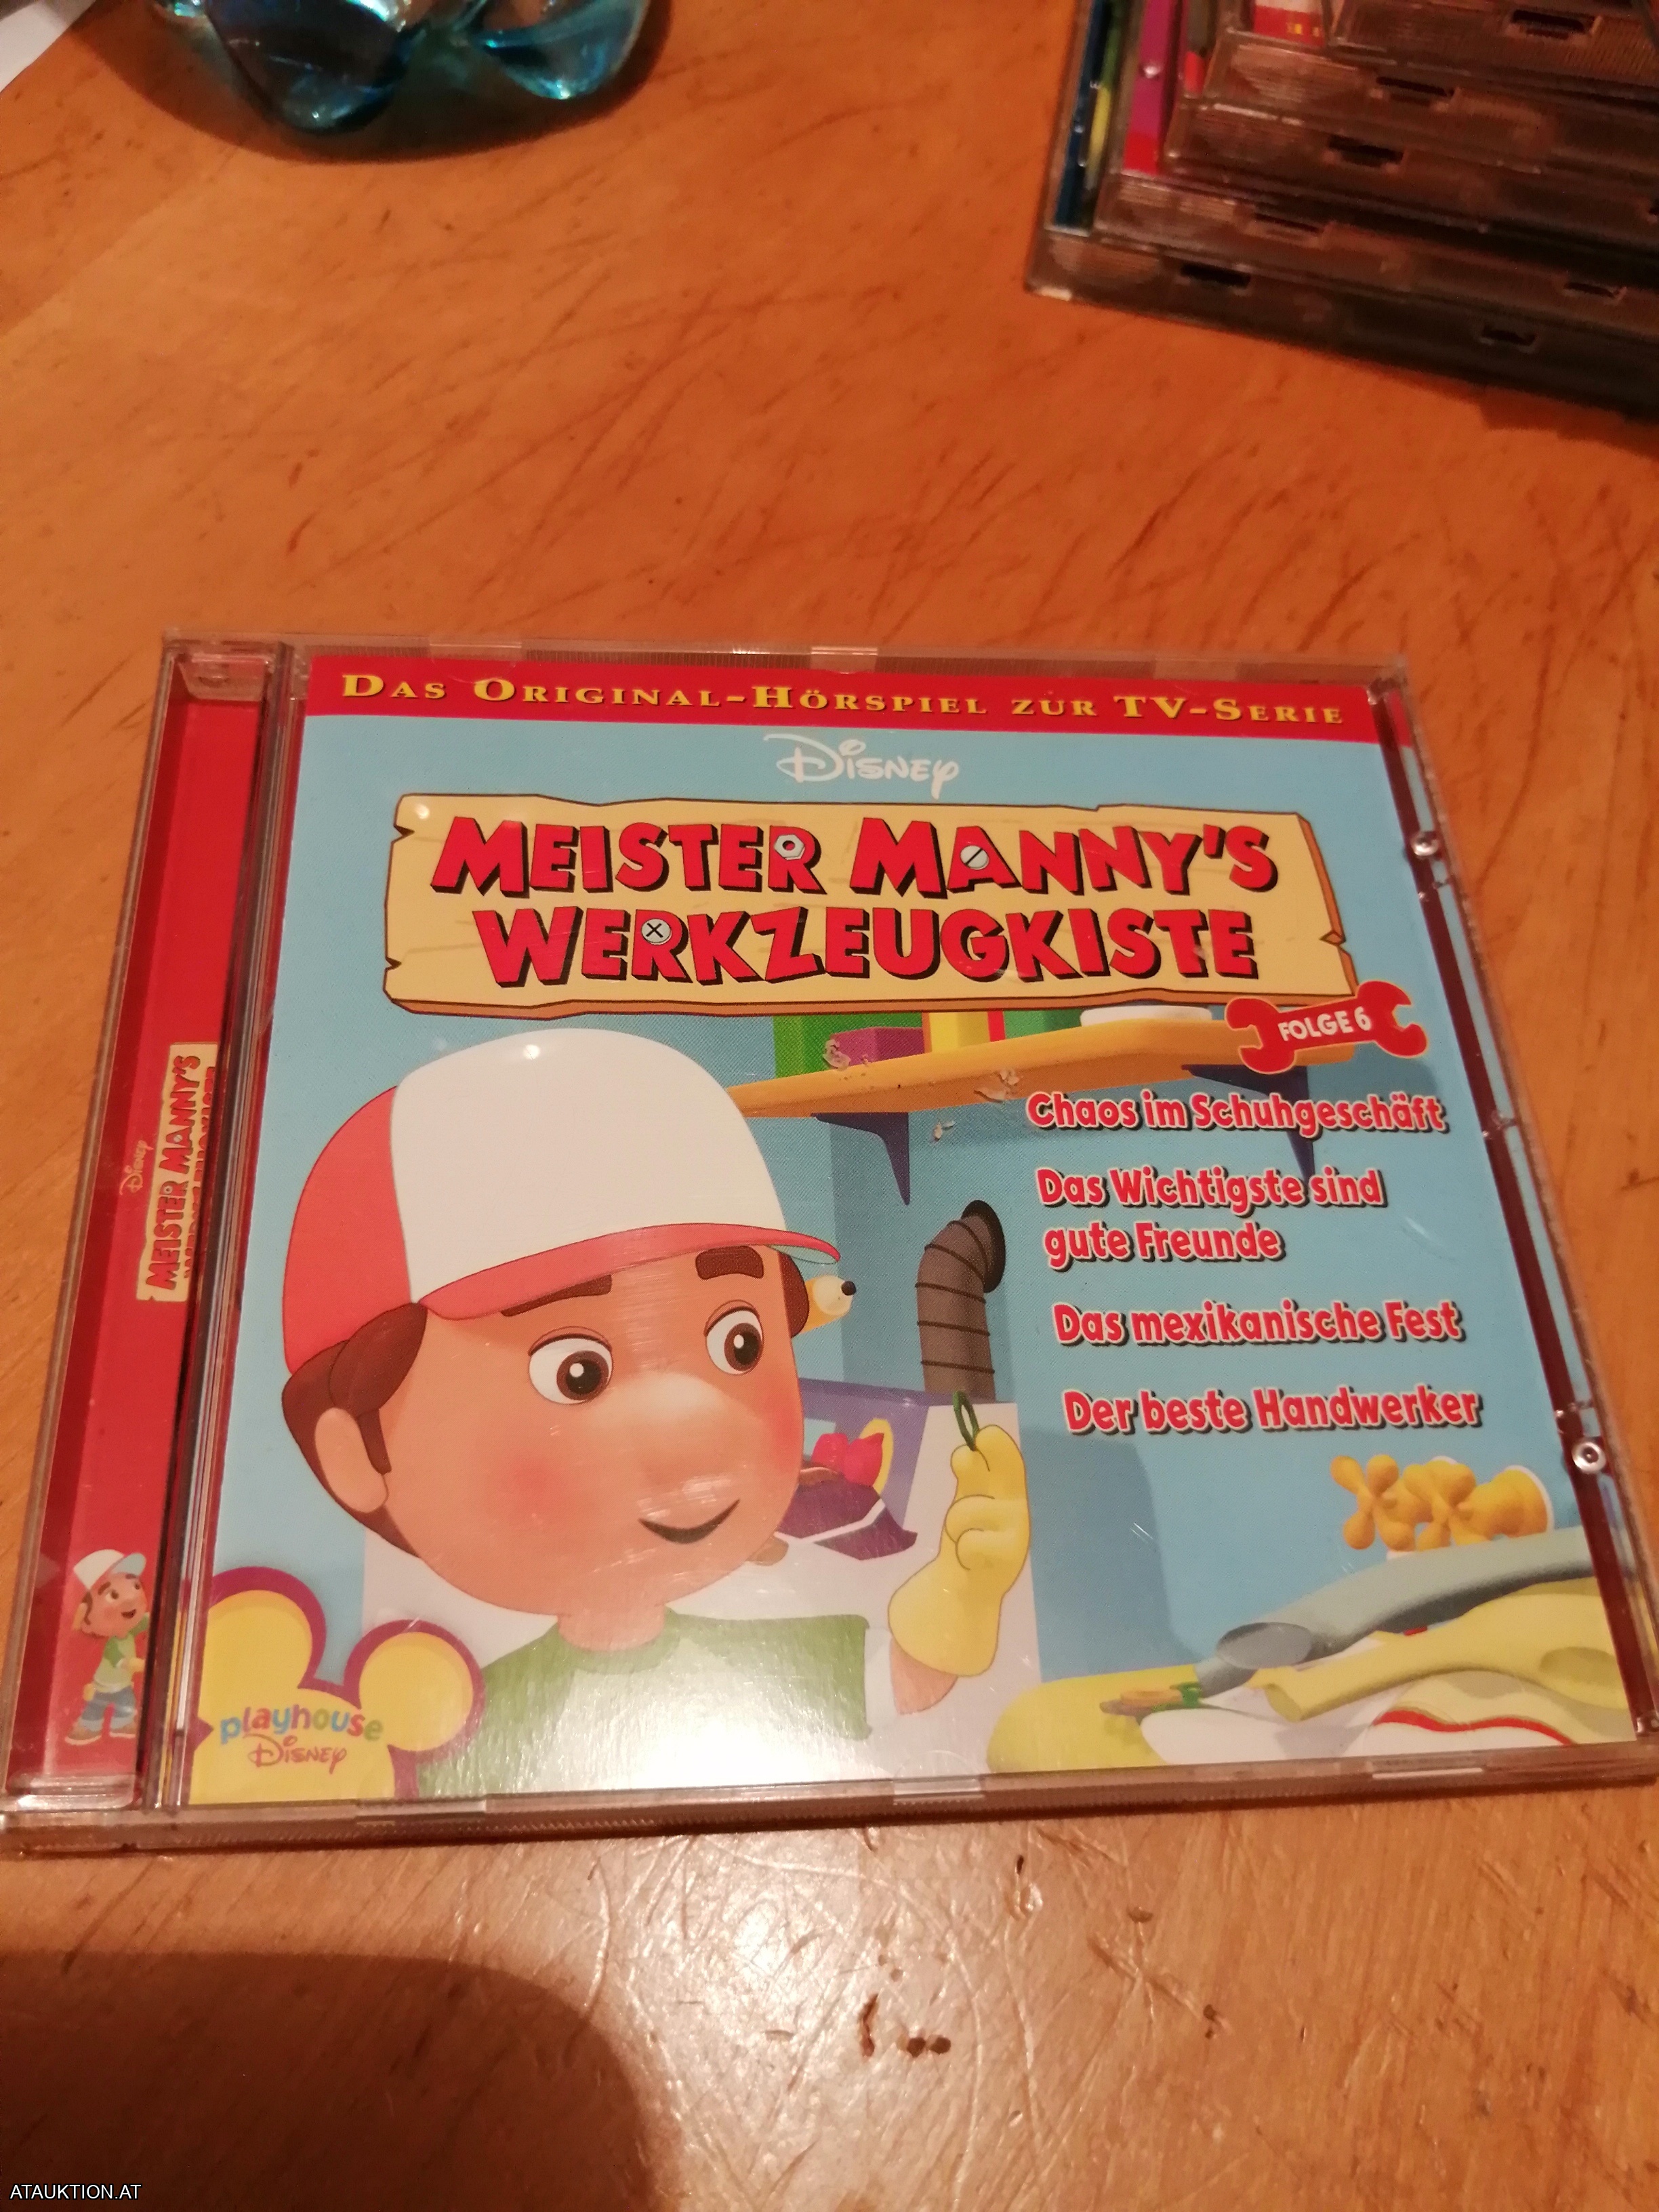 Das Original-Hörspiel zur TV-Serie
Disney
Meister Manny's
Werkzeugkiste
Folge 6
Chaos im Schuhgeschäft
Das Wichtigste sind
gute Freunde
Das mexikanische Fest
Der beste Handwerker
playhouse
Disney
Disney
Meister Manny's
ATAUKTION.AT